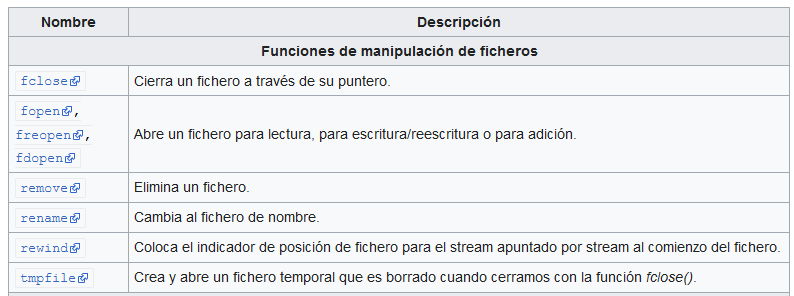 Nombre Descripción
Funciones de manipulación de ficheros
fclose Cierra un fichero a través de su puntero.
fopen,
freopen, Abre un fichero para lectura, para escritura/reescritura o para adición.
fdopen
remove Elimina un fichero.
rename Cambia al fichero de nombre.
rewind Coloca el indicador de posición de fichero para el stream apuntado por stream al comienzo del fichero.
tmpfile Crea y abre un fichero temporal que es borrado cuando cerramos con la función fclose().